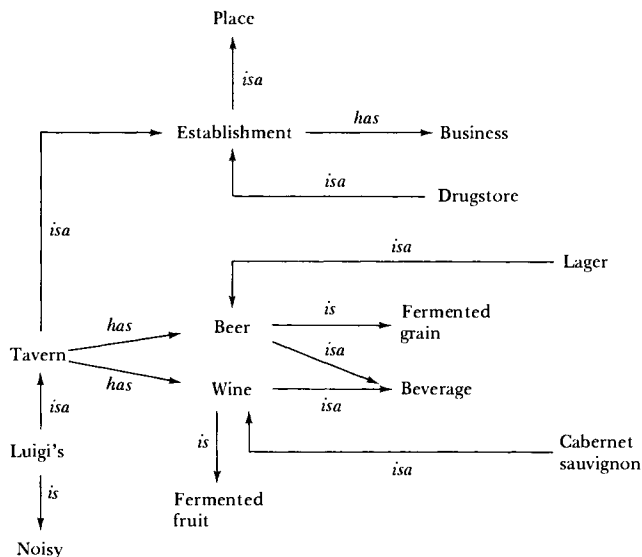 Place
isa
Establishment has Business
isa Drugstore
isa
isa Lager
has Beer is Fermented
grain
Tavern isa
has Wine isa Beverage
isa
Luigi's is Cabernet
sauvignon
isa
is Fermented
fruit
Noisy